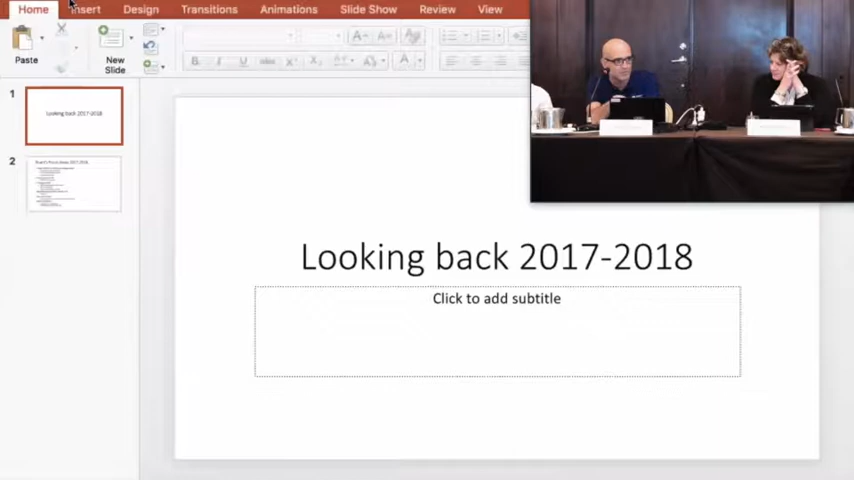 Home Insert Design Transitions Animations Slide Show Review View
Paste
New
Slide
1
Looking back 2017-2018
2
Looking back 2017-2018
Click to add subtitle